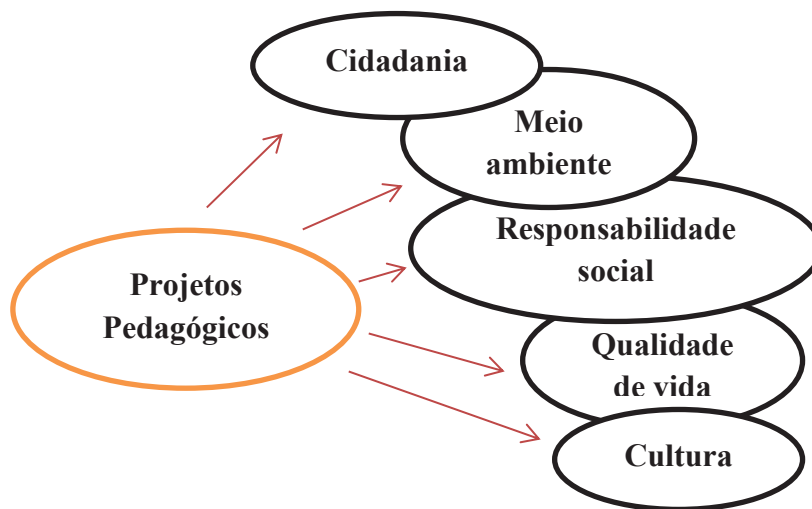 Cidadania
Meio
ambiente
Responsabilidade
social
Projetos
Pedagógicos
Qualidade
de vida
Cultura